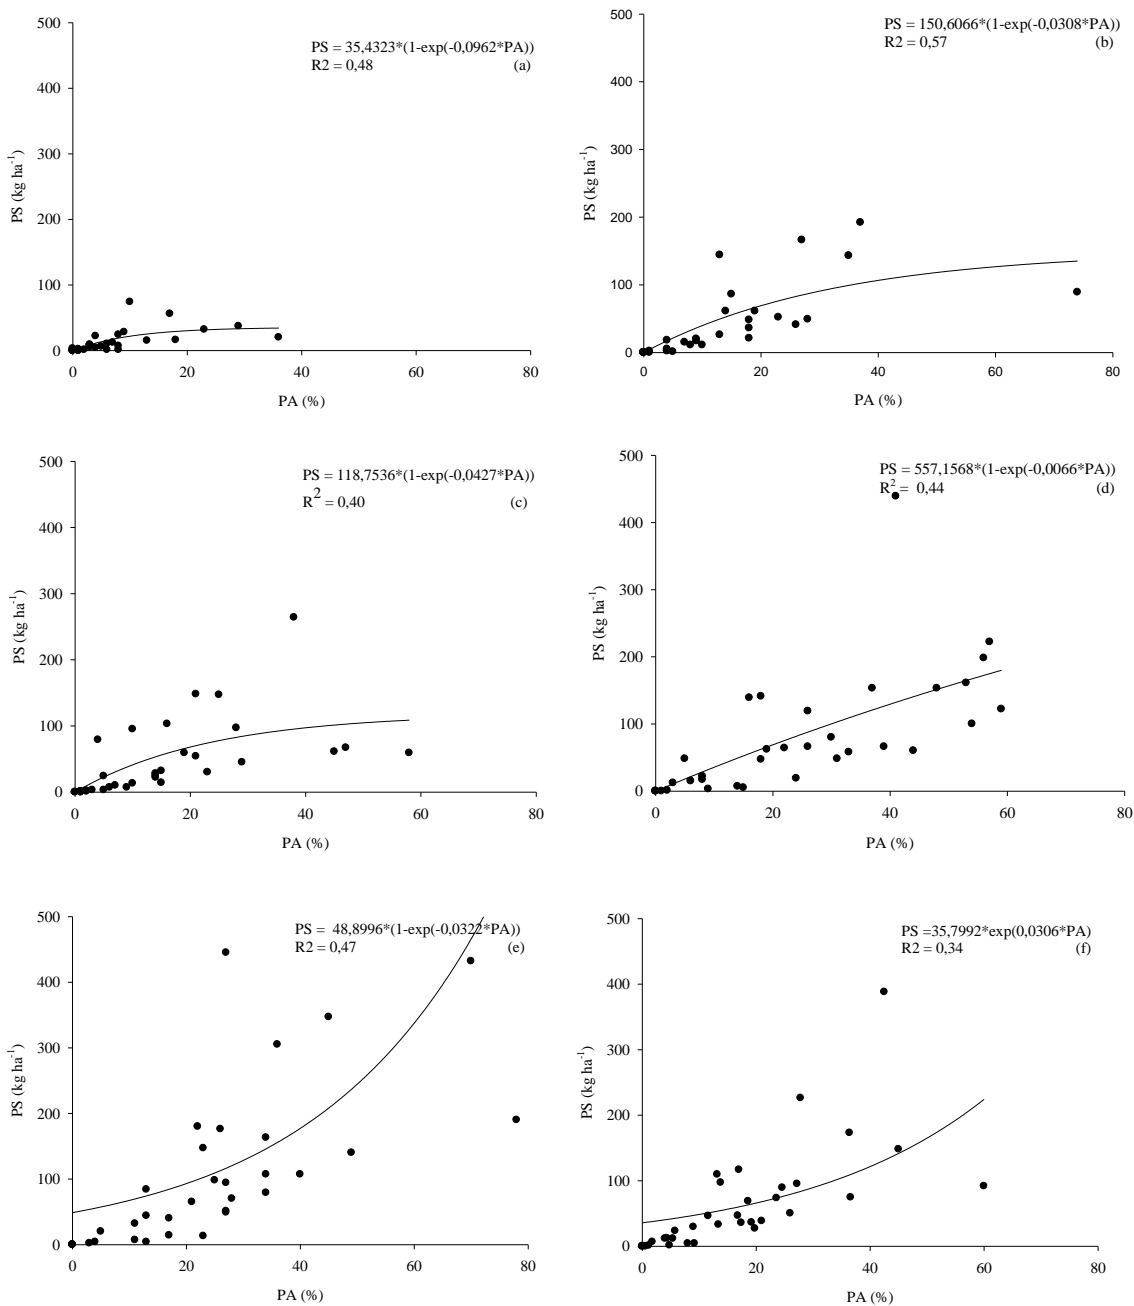 500
400
300
200
100
0
PS (kg ha-1)
PS = 35,4323*(1-exp(-0,0962*PA))
R2 = 0,48 (a)
0 20 40 60 80
PA (%)
500
400
300
200
100
0
PS (kg ha-1)
PS = 150,6066*(1-exp(-0,0308*PA))
R2 = 0,57 (b)
0 20 40 60 80
PA (%)
500
400
300
200
100
0
PS (kg ha-1)
PS = 118,7536*(1-exp(-0,0427*PA))
R2 = 0,40 (c)
0 20 40 60 80
PA (%)
500
400
300
200
100
0
PS (kg ha-1)
PS = 557,1568*(1-exp(-0,0066*PA))
R2 = 0,44 (d)
0 20 40 60 80
PA (%)
500
400
300
200
100
0
PS (kg ha-1)
PS = 48,8996*(1-exp(-0,0322*PA))
R2 = 0,47 (e)
0 20 40 60 80
PA (%)
500
400
300
200
100
0
PS (kg ha-1)
PS =35,7992*exp(0,0306*PA)
R2 = 0,34 (f)
0 20 40 60 80
PA (%)